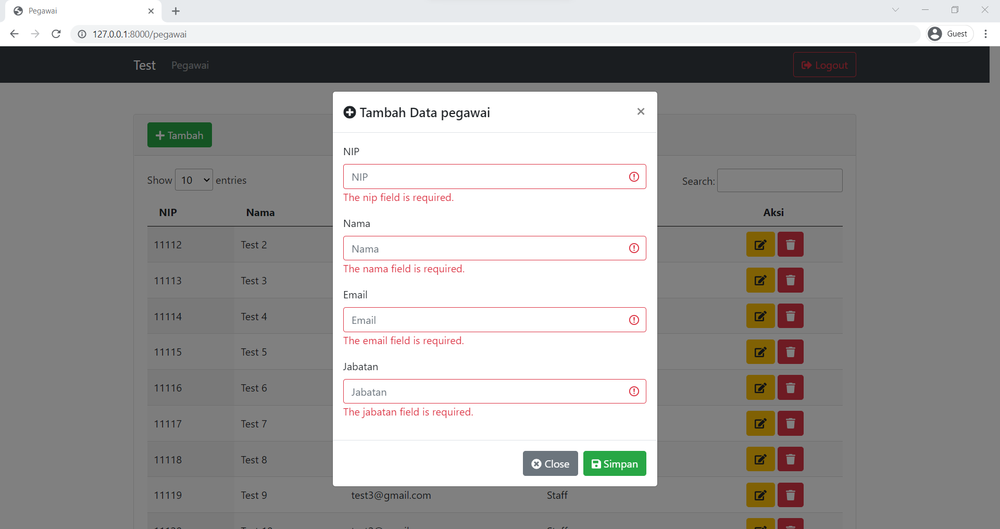 Pegawai
127.0.0.1:8000/pegawai
Guest
Test Pegawai Logout
Tambah Data pegawai
Tambah
NIP
NIP
The nip field is required.
Show 10 entries
Search:
NIP Nama Aksi
Nama
Nama
The nama field is required.
11112 Test 2
11113 Test 3
Email
Email
The email field is required.
11114 Test 4
11115 Test 5
Jabatan
Jabatan
The jabatan field is required.
11116 Test 6
11117 Test 7
11118 Test 8
Close Simpan
11119 Test 9 test3@gmail.com Staff